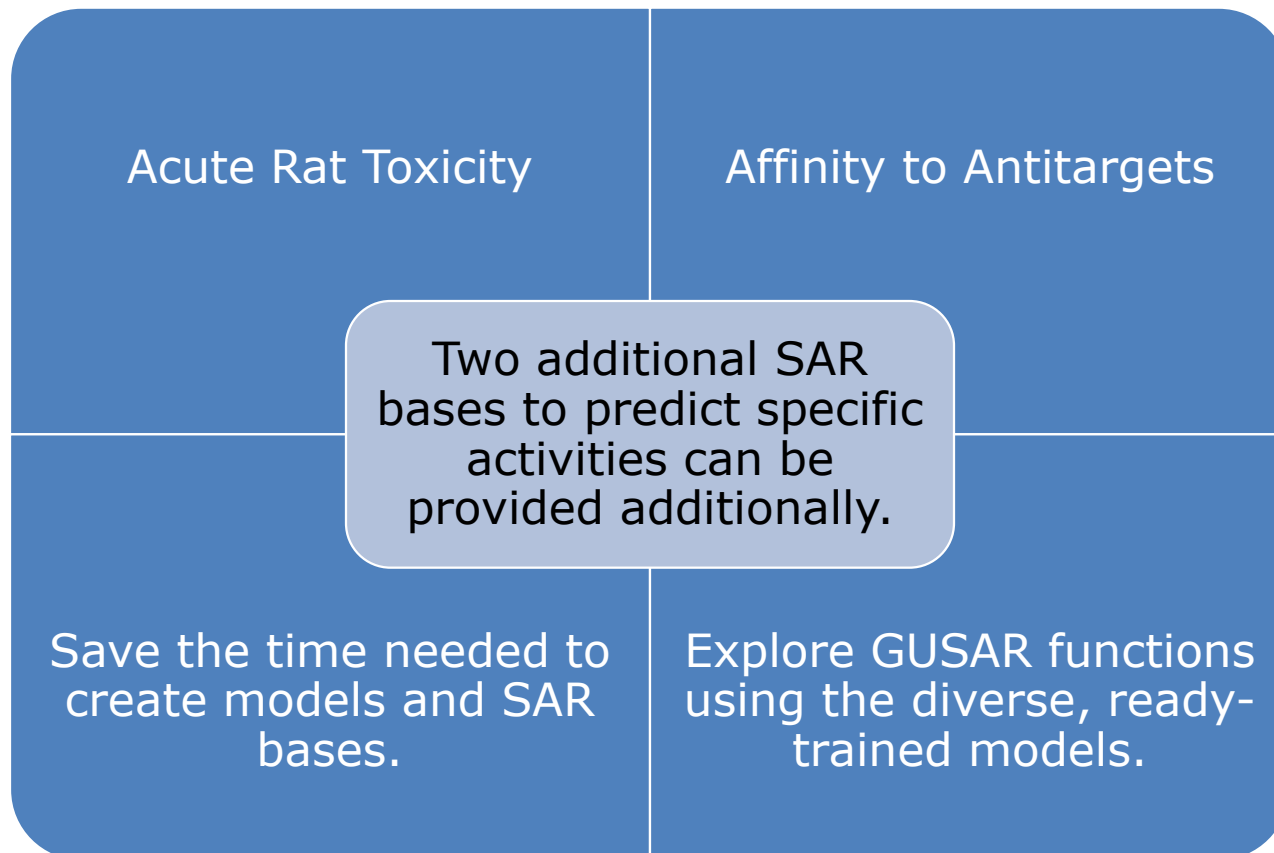 Acute Rat Toxicity
Affinity to Antitargets
Two additional SAR
bases to predict specific
activities can be
provided additionally.
Save the time needed to
create models and SAR
bases.
Explore GUSAR functions
using the diverse, ready-
trained models.